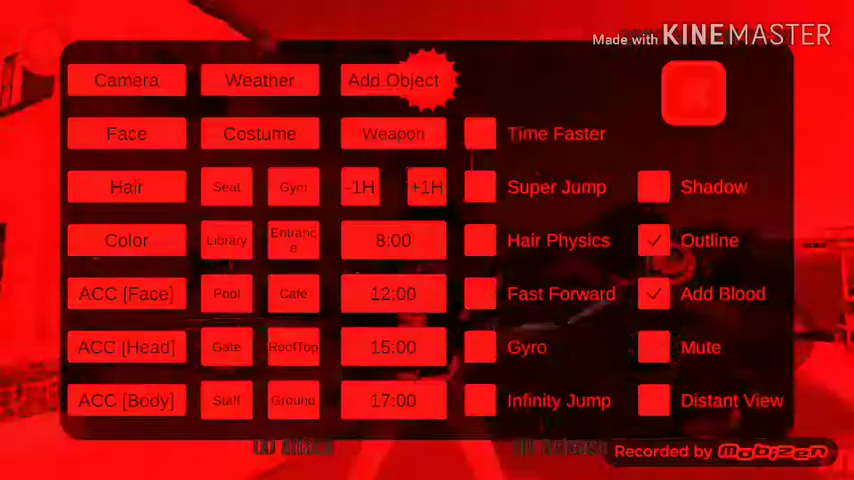 Made with KINEMASTER
Camera Weather Add Object
Face Costume Weapon Time Faster
Hair Seat Gym -1H +1H Super Jump Shadow
Color Library Entranc
e 8:00 Hair Physics Outline
ACC [Face] Pool Cafe 12:00 Fast Forward Add Blood
ACC [Head] Gate RoofTop 15:00 Gyro Mute
ACC [Body] Staff Ground 17:00 Infinity Jump Distant View
Recorded by Mobizen